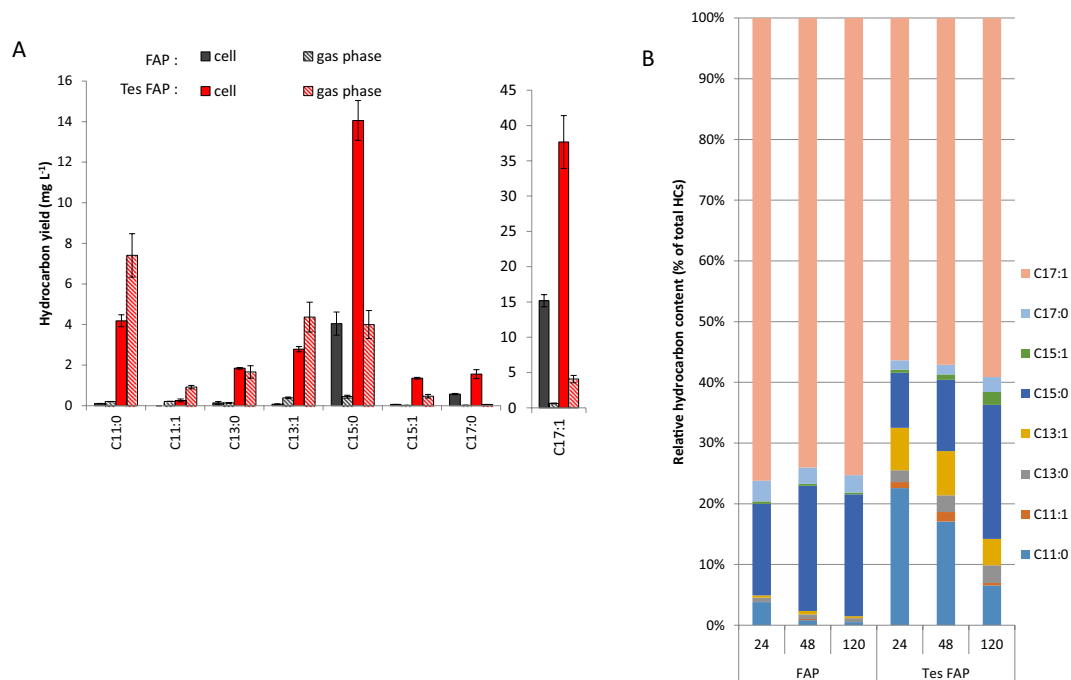 A
FAP : cell gas phase
Tes FAP : cell gas phase
Hydrocarbon yield (mg L-1)
16
14
12
10
8
6
4
2
0
C11:0 C11:1 C13:0 C13:1 C15:0 C15:1 C17:0
45
40
35
30
25
20
15
10
5
0
C17:1
B
Relative hydrocarbon content (% of total HCs)
100%
90%
80%
70%
60%
50%
40%
30%
20%
10%
0%
24 48 120 24 48 120
FAP Tes FAP
C17:1
C17:0
C15:1
C15:0
C13:1
C13:0
C11:1
C11:0